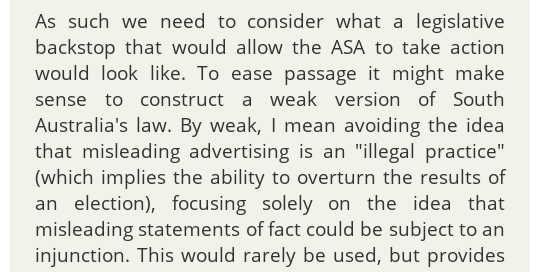 As such we need to consider what a legislative
backstop that would allow the ASA to take action
would look like. To ease passage it might make
sense to construct a weak version of South
Australia's law. By weak, I mean avoiding the idea
that misleading advertising is an "illegal practice"
(which implies the ability to overturn the results of
an election), focusing solely on the idea that
misleading statements of fact could be subject to an
injunction. This would rarely be used, but provides